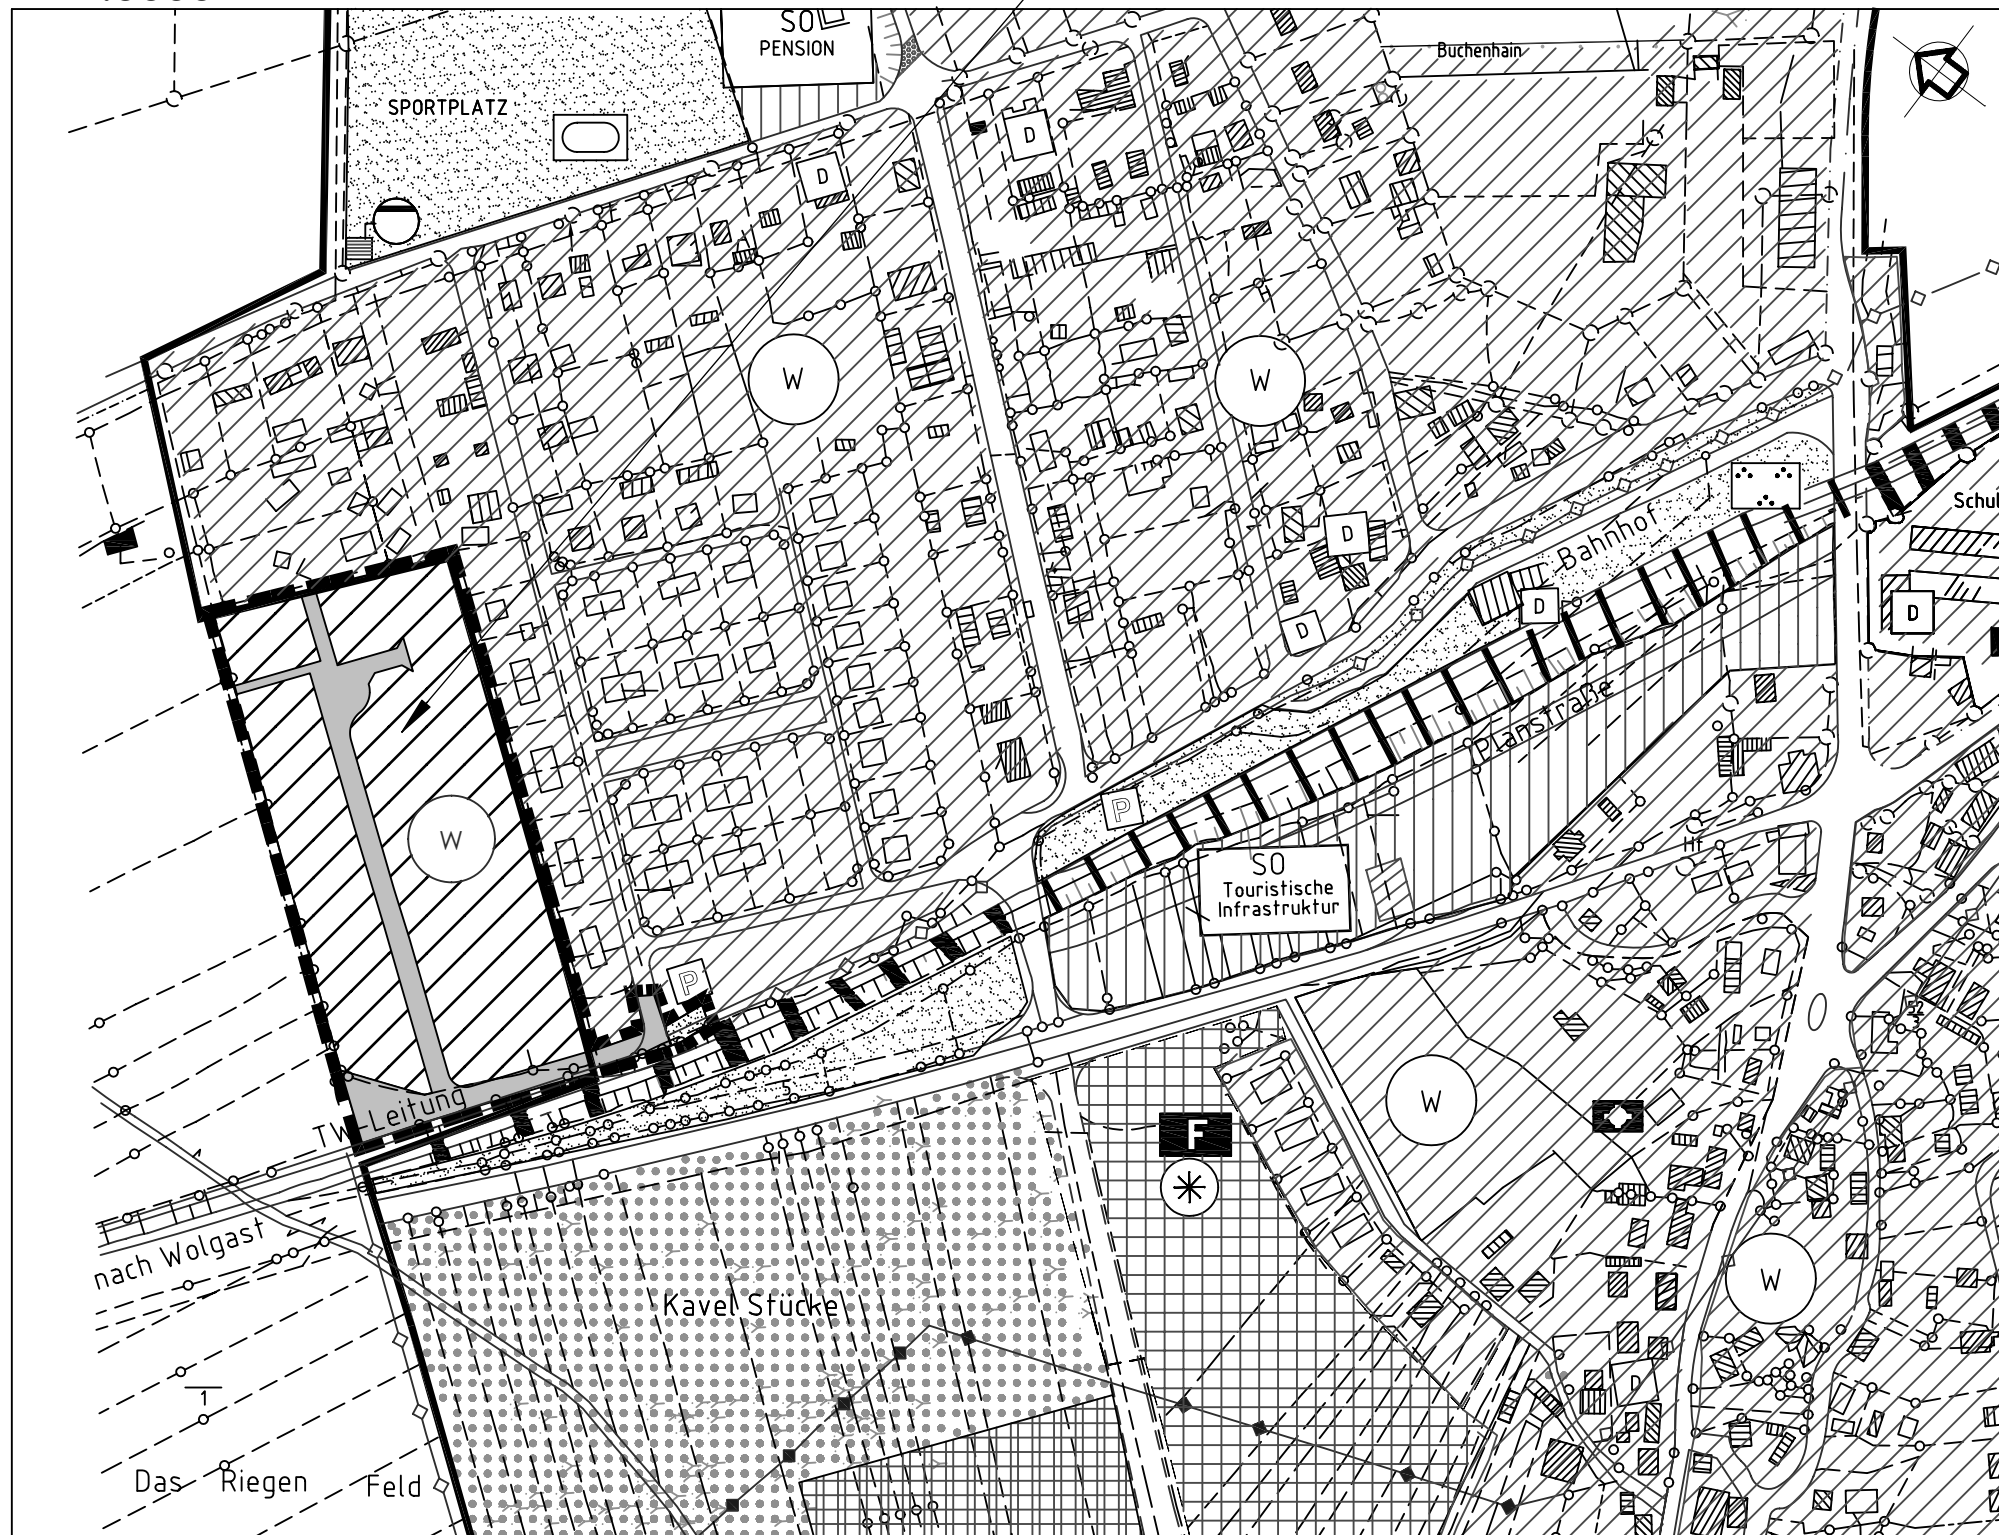 SO
PENSION
Buchenhain
SPORTPLATZ
D
D
W
W
Schul
D
Bahnhof
D
D
D
Planstraße
P
W
Hf
SO
Touristische
Infrastruktur
P
5
TW-Leitung
W
F
nach Wolgast
W
Kavel Stücke
D
1
Das Riegen Feld